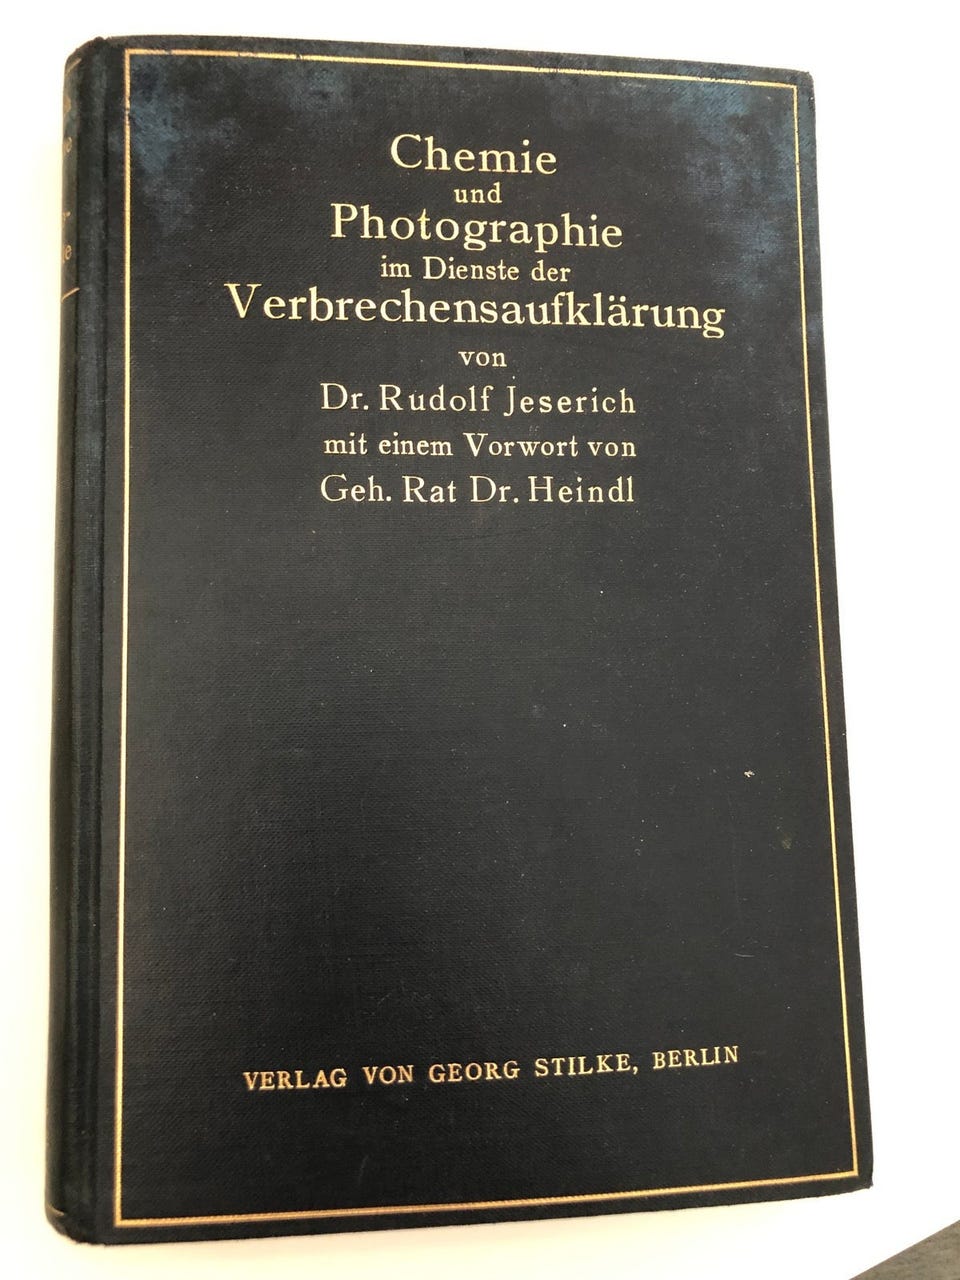 Chemie
und
Photographie
im Dienste der
Verbrechensaufklärung
von
Dr. Rudolf Jeserich
mit einem Vorwort von
Geh. Rat Dr. Heindl
VERLAG VON GEORG STILKE, BERLIN